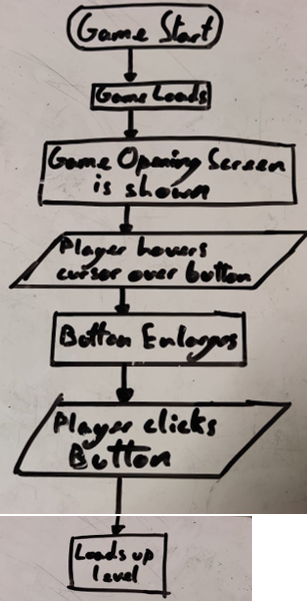 Game Start
Game Loads
Game Opening Screen
is shown
Player hovers
cursor over button
Button Enlarges
Player clicks
Button
Loads up
level